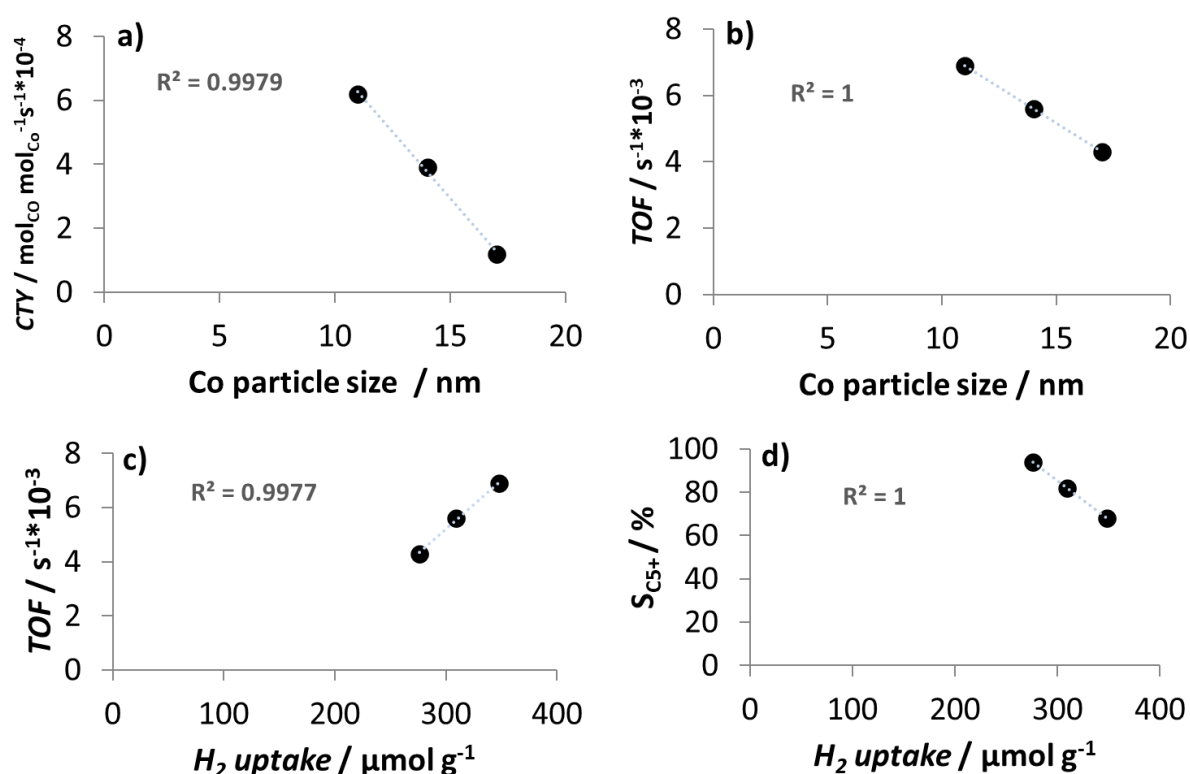 a)
R² = 0.9979
CTY / mol_CO mol_Co⁻¹s⁻¹*10⁻⁴
8
6
4
2
0
0 5 10 15 20
Co particle size / nm
b)
R² = 1
TOF / s⁻¹*10⁻³
8
6
4
2
0
0 5 10 15 20
Co particle size / nm
c)
R² = 0.9977
TOF / s⁻¹*10⁻³
8
6
4
2
0
0 100 200 300 400
H₂ uptake / µmol g⁻¹
d)
R² = 1
S_C5+ / %
100
80
60
40
20
0
0 100 200 300 400
H₂ uptake / µmol g⁻¹